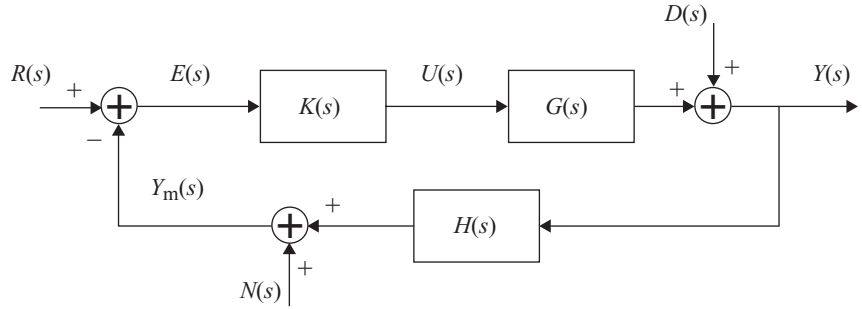 D(s)
+
R(s)
+
E(s)
K(s)
U(s)
G(s)
+
Y(s)
−
Y_m(s)
+
H(s)
+
N(s)